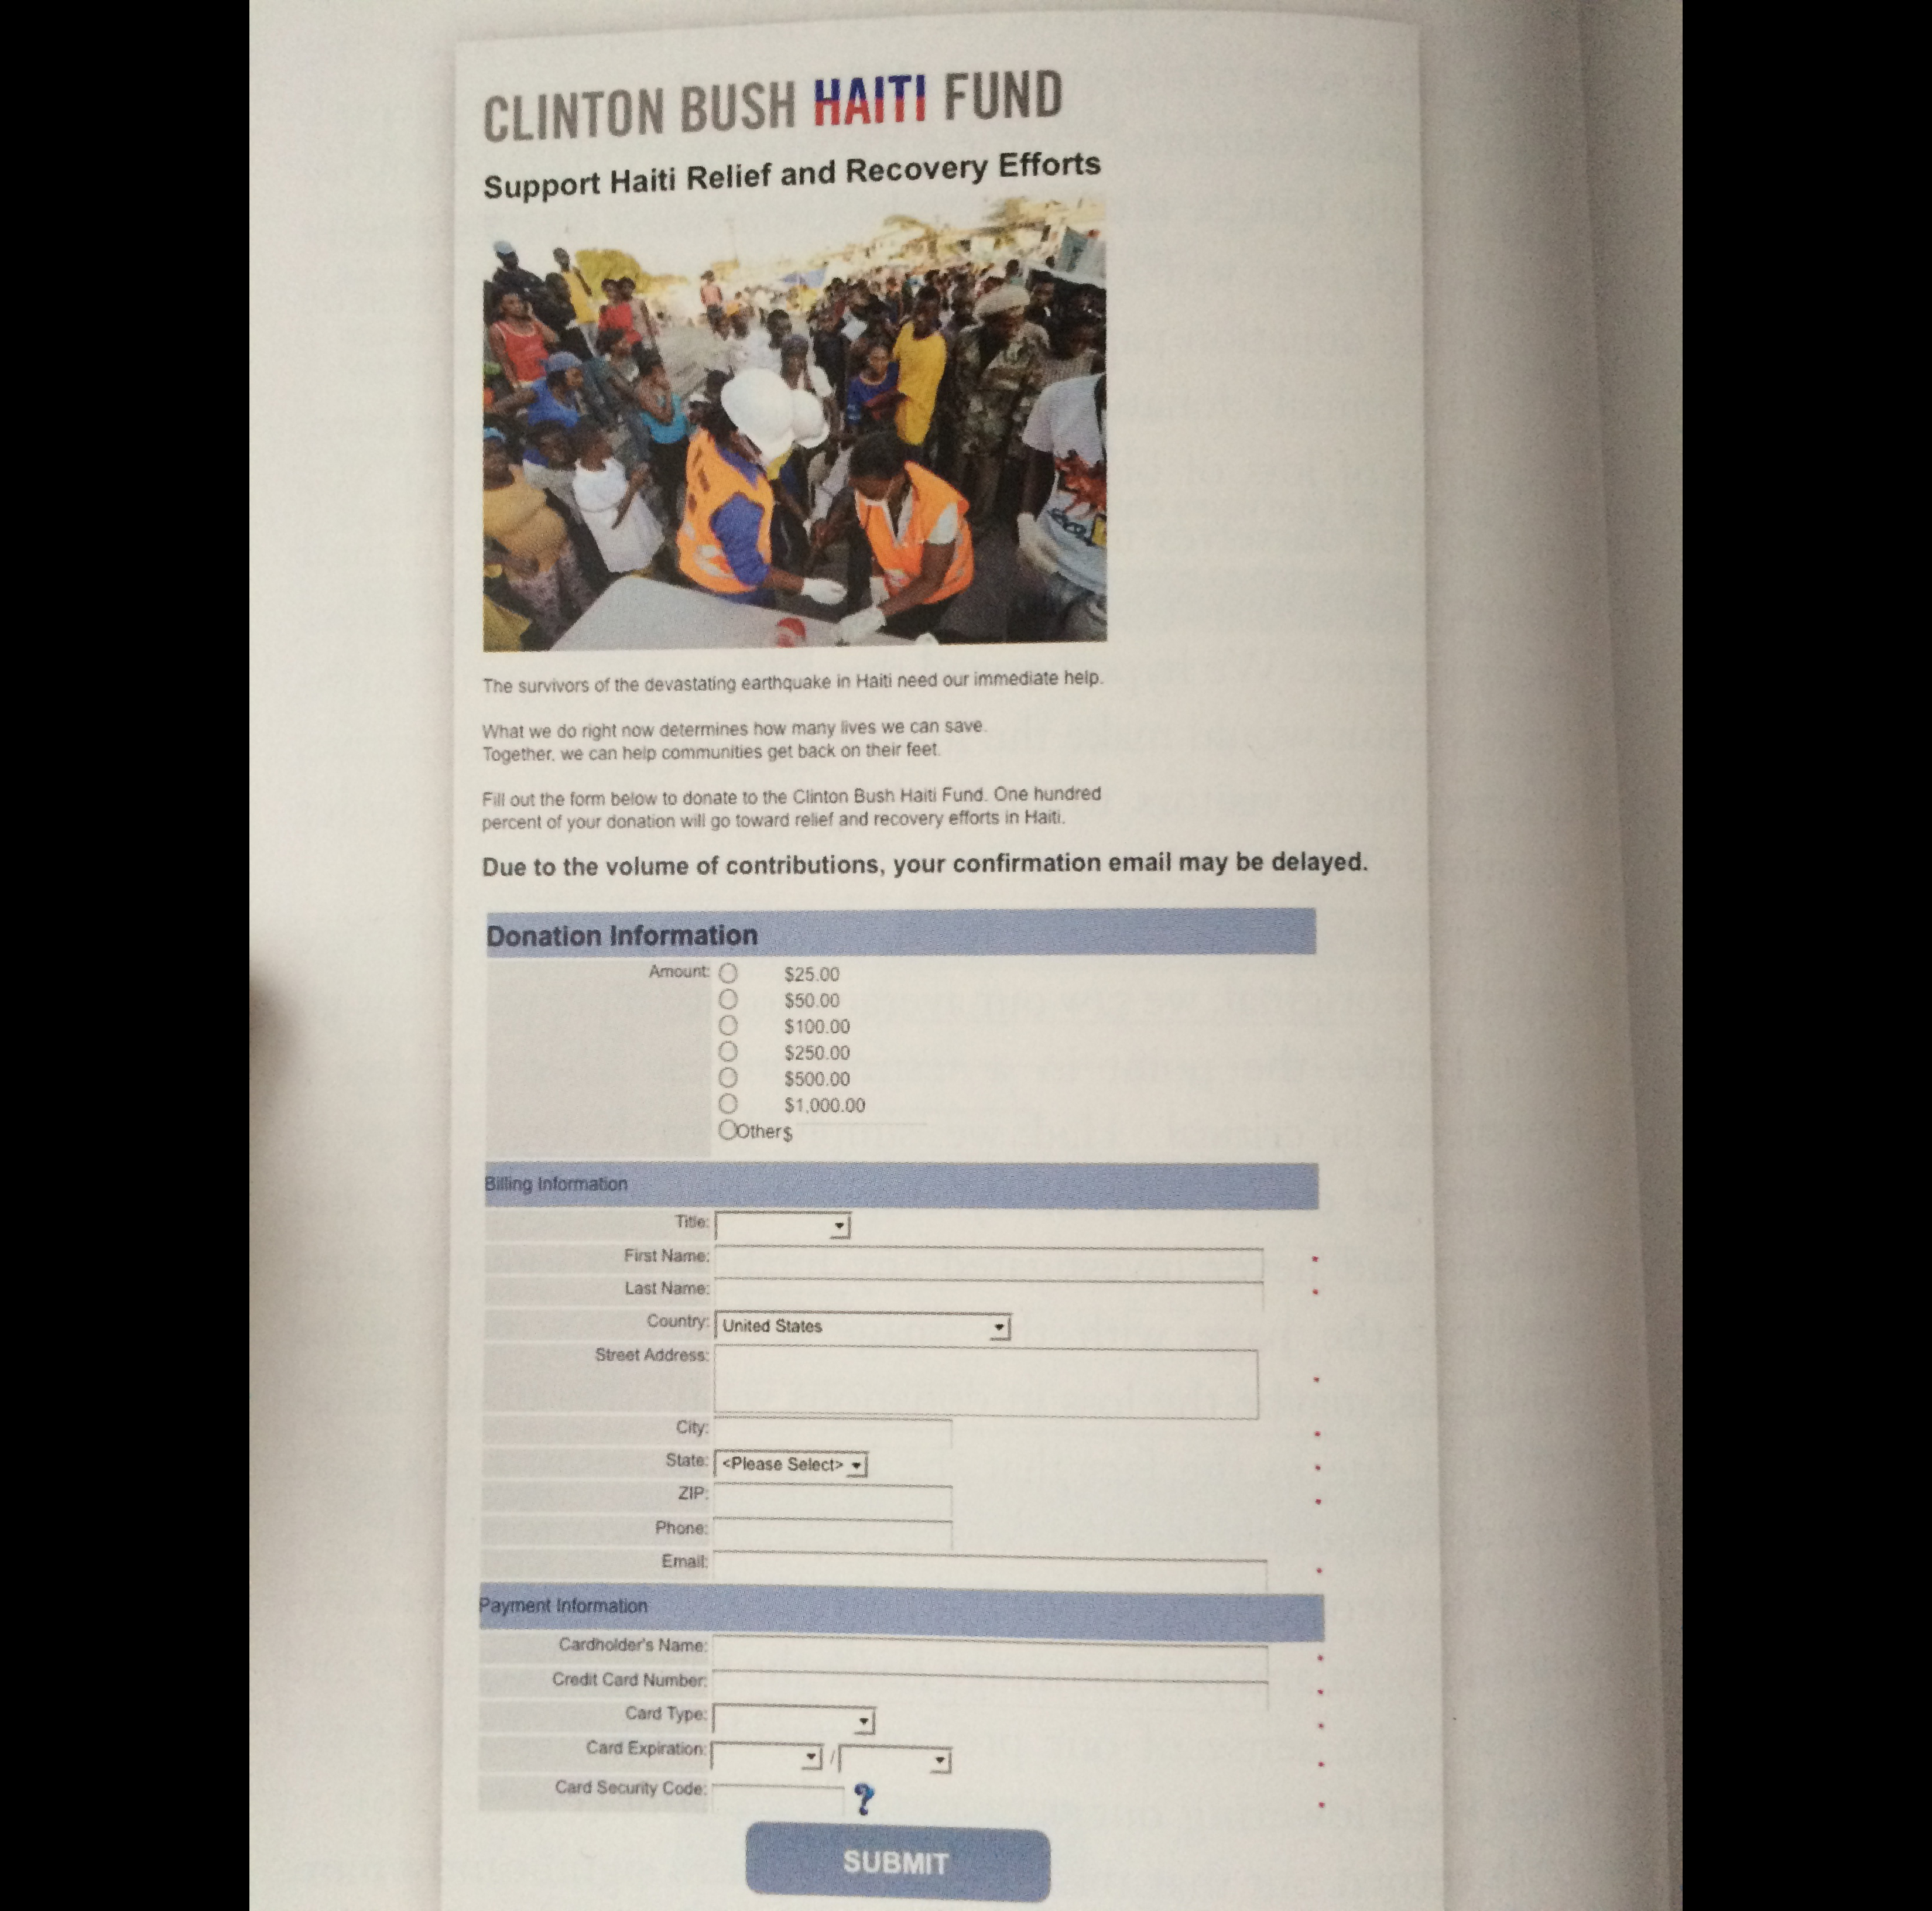 CLINTON BUSH HAITI FUND
Support Haiti Relief and Recovery Efforts
The survivors of the devastating earthquake in Haiti need our immediate help.
What we do right now determines how many lives we can save.
Together, we can help communities get back on their feet.
Fill out the form below to donate to the Clinton Bush Haiti Fund. One hundred
percent of your donation will go toward relief and recovery efforts in Haiti.
Due to the volume of contributions, your confirmation email may be delayed.
Donation Information
Amount: $25.00
$50.00
$100.00
$250.00
$500.00
$1,000.00
Other $
Billing Information
Title:
First Name: *
Last Name: *
Country: United States
Street Address: *
City: *
State: <Please Select> *
ZIP: *
Phone:
Email: *
Payment Information
Cardholder's Name: *
Credit Card Number: *
Card Type: *
Card Expiration: / *
Card Security Code: ? *
SUBMIT